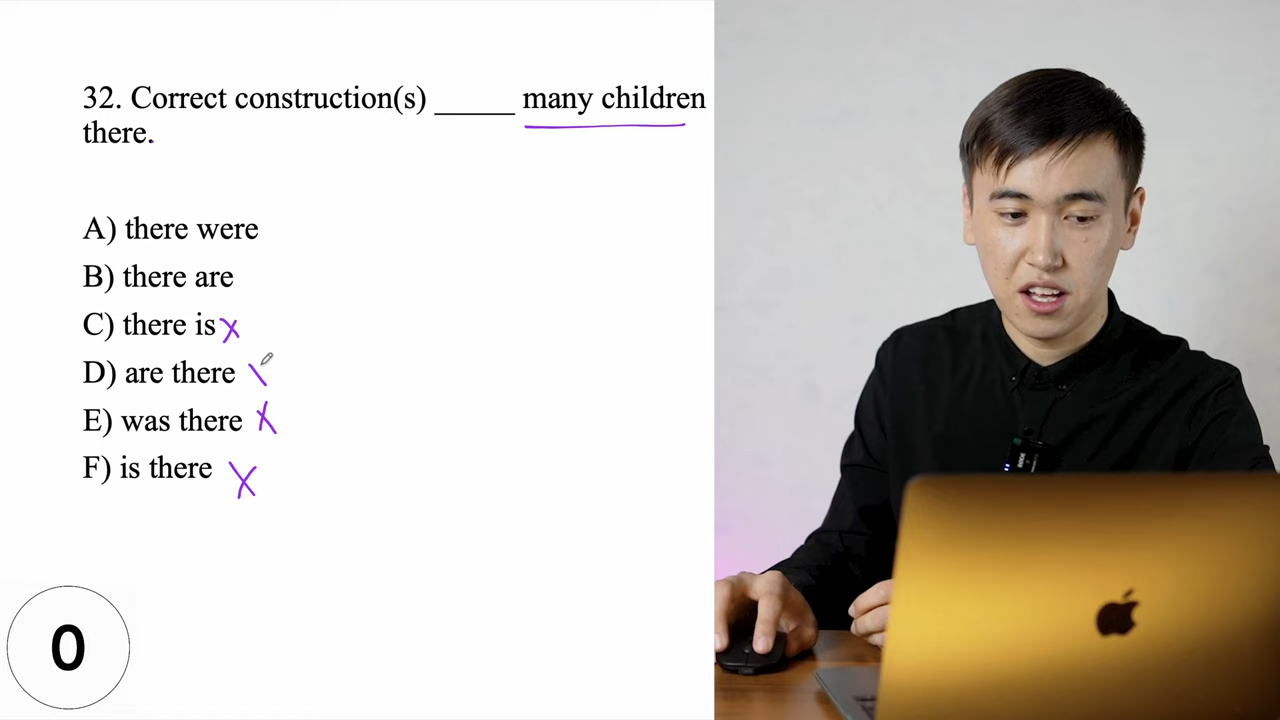 32. Correct construction(s) _____ many children
there.
A) there were
B) there are
C) there is x
D) are there
E) was there x
F) is there x
0